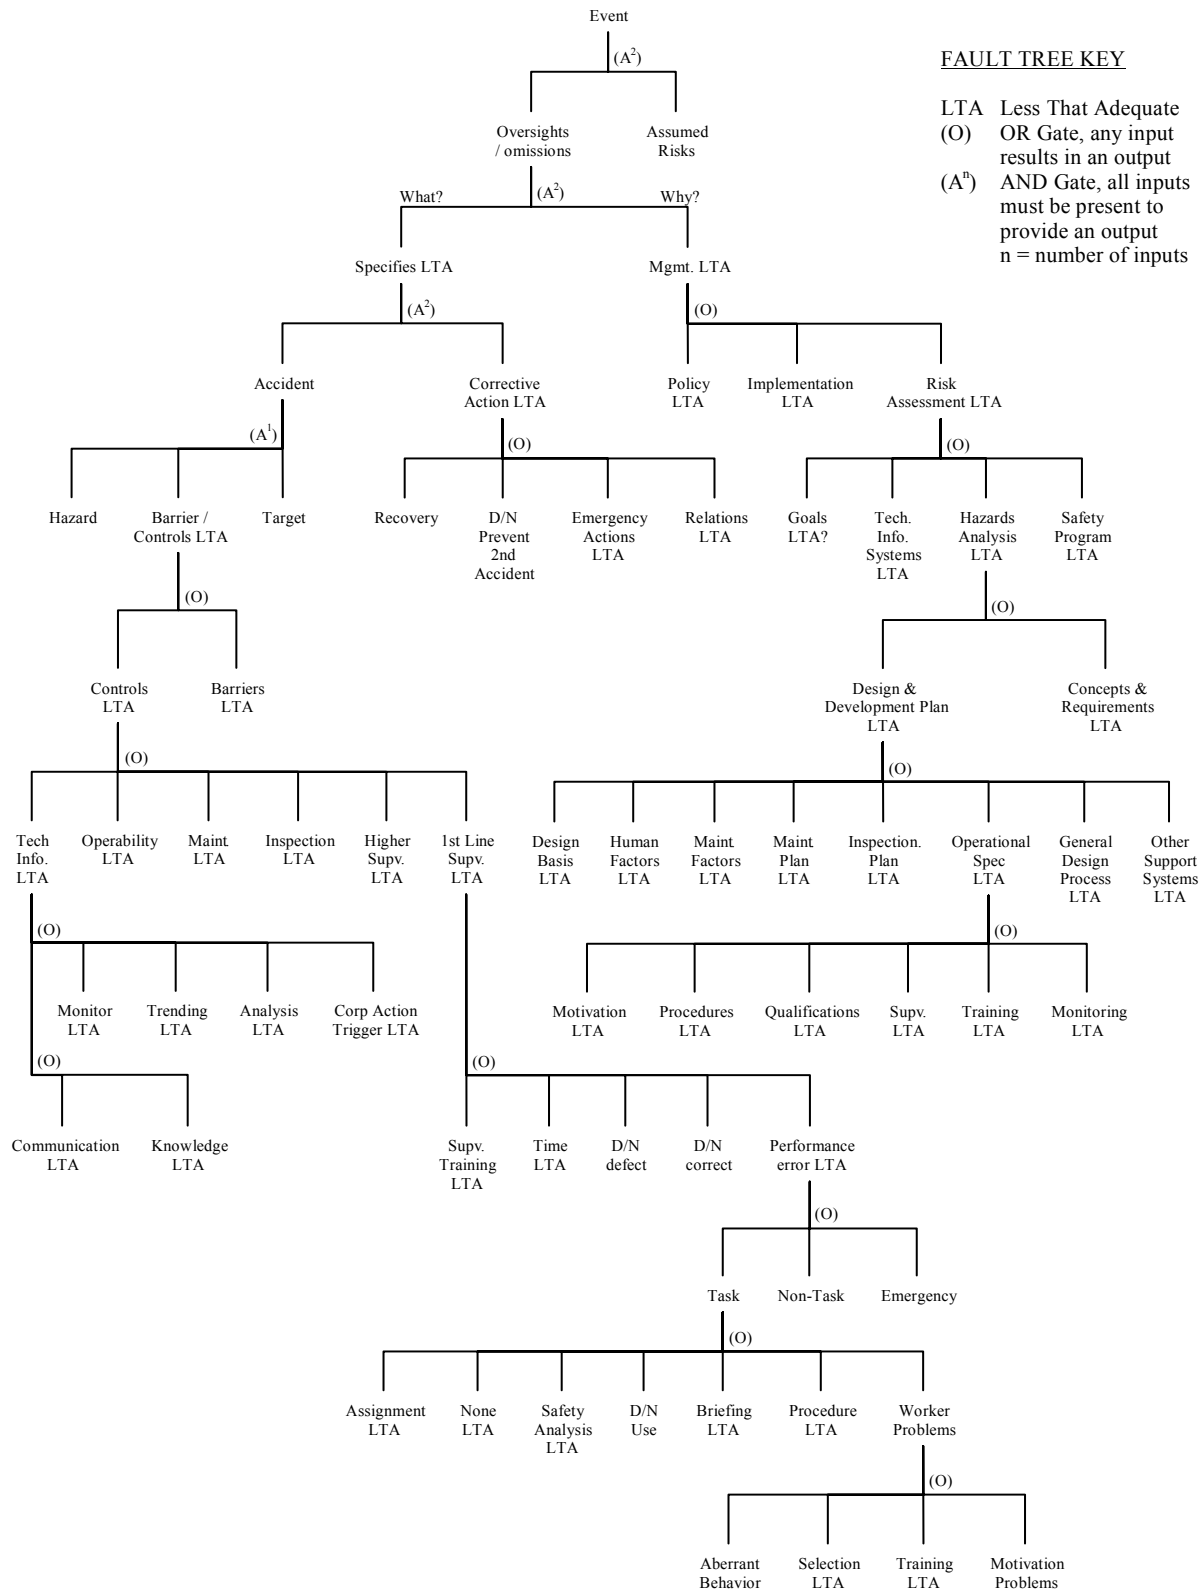 Event
(A²)
FAULT TREE KEY
LTA Less That Adequate
(O) OR Gate, any input
results in an output
(Aⁿ) AND Gate, all inputs
must be present to
provide an output
n = number of inputs
Oversights
/ omissions
Assumed
Risks
What?
(A²)
Why?
Specifies LTA
Mgmt. LTA
(A²)
(O)
Accident
Corrective
Action LTA
Policy
LTA
Implementation
LTA
Risk
Assessment LTA
(A¹)
(O)
(O)
Hazard
Barrier /
Controls LTA
Target
Recovery
D/N
Prevent
2nd
Accident
Emergency
Actions
LTA
Relations
LTA
Goals
LTA?
Tech.
Info.
Systems
LTA
Hazards
Analysis
LTA
Safety
Program
LTA
(O)
(O)
Controls
LTA
Barriers
LTA
Design &
Development Plan
LTA
Concepts &
Requirements
LTA
(O)
(O)
Tech
Info.
LTA
Operability
LTA
Maint.
LTA
Inspection
LTA
Higher
Supv.
LTA
1st Line
Supv.
LTA
Design
Basis
LTA
Human
Factors
LTA
Maint.
Factors
LTA
Maint.
Plan
LTA
Inspection.
Plan
LTA
Operational
Spec
LTA
General
Design
Process
LTA
Other
Support
Systems
LTA
(O)
(O)
Monitor
LTA
Trending
LTA
Analysis
LTA
Corp Action
Trigger LTA
Motivation
LTA
Procedures
LTA
Qualifications
LTA
Supv.
LTA
Training
LTA
Monitoring
LTA
(O)
(O)
Communication
LTA
Knowledge
LTA
Supv.
Training
LTA
Time
LTA
D/N
defect
D/N
correct
Performance
error LTA
(O)
Task
Non-Task
Emergency
(O)
Assignment
LTA
None
LTA
Safety
Analysis
LTA
D/N
Use
Briefing
LTA
Procedure
LTA
Worker
Problems
(O)
Aberrant
Behavior
Selection
LTA
Training
LTA
Motivation
Problems